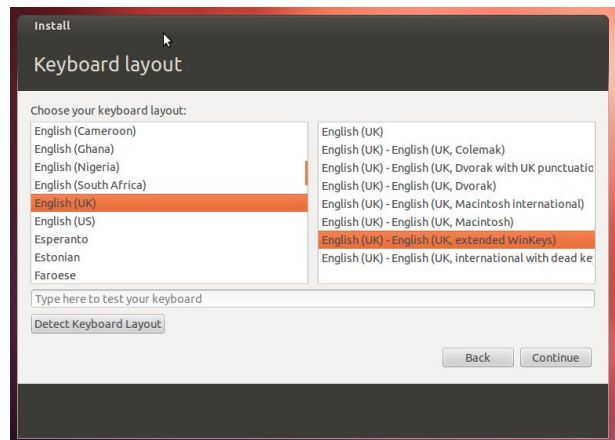 Install
Keyboard layout
Choose your keyboard layout:
English (Cameroon)
English (Ghana)
English (Nigeria)
English (South Africa)
English (UK)
English (US)
Esperanto
Estonian
Faroese
English (UK)
English (UK) - English (UK, Colemak)
English (UK) - English (UK, Dvorak with UK punctuatio
English (UK) - English (UK, Dvorak)
English (UK) - English (UK, Macintosh international)
English (UK) - English (UK, Macintosh)
English (UK) - English (UK, extended WinKeys)
English (UK) - English (UK, international with dead ke
Type here to test your keyboard
Detect Keyboard Layout
Back Continue